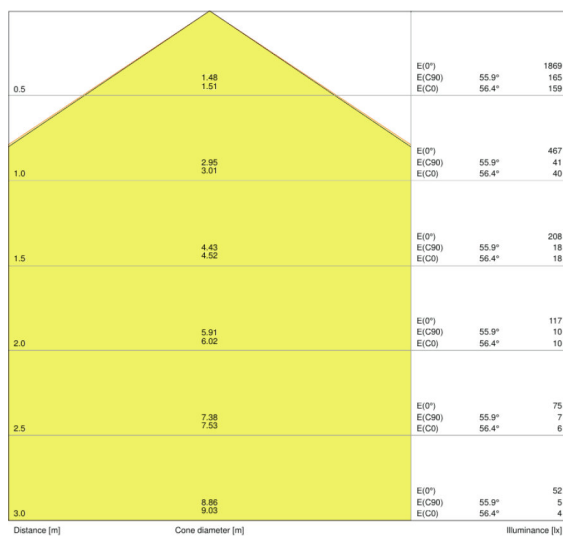 E(0°) 1869
1.48 E(C90) 55.9° 165
0.5 1.51 E(C0) 56.4° 159
E(0°) 467
2.95 E(C90) 55.9° 41
1.0 3.01 E(C0) 56.4° 40
E(0°) 208
4.43 E(C90) 55.9° 18
1.5 4.52 E(C0) 56.4° 18
E(0°) 117
5.91 E(C90) 55.9° 10
2.0 6.02 E(C0) 56.4° 10
E(0°) 75
7.38 E(C90) 55.9° 7
2.5 7.53 E(C0) 56.4° 6
E(0°) 52
8.86 E(C90) 55.9° 5
3.0 9.03 E(C0) 56.4° 4
Distance [m] Cone diameter [m] Illuminance [lx]